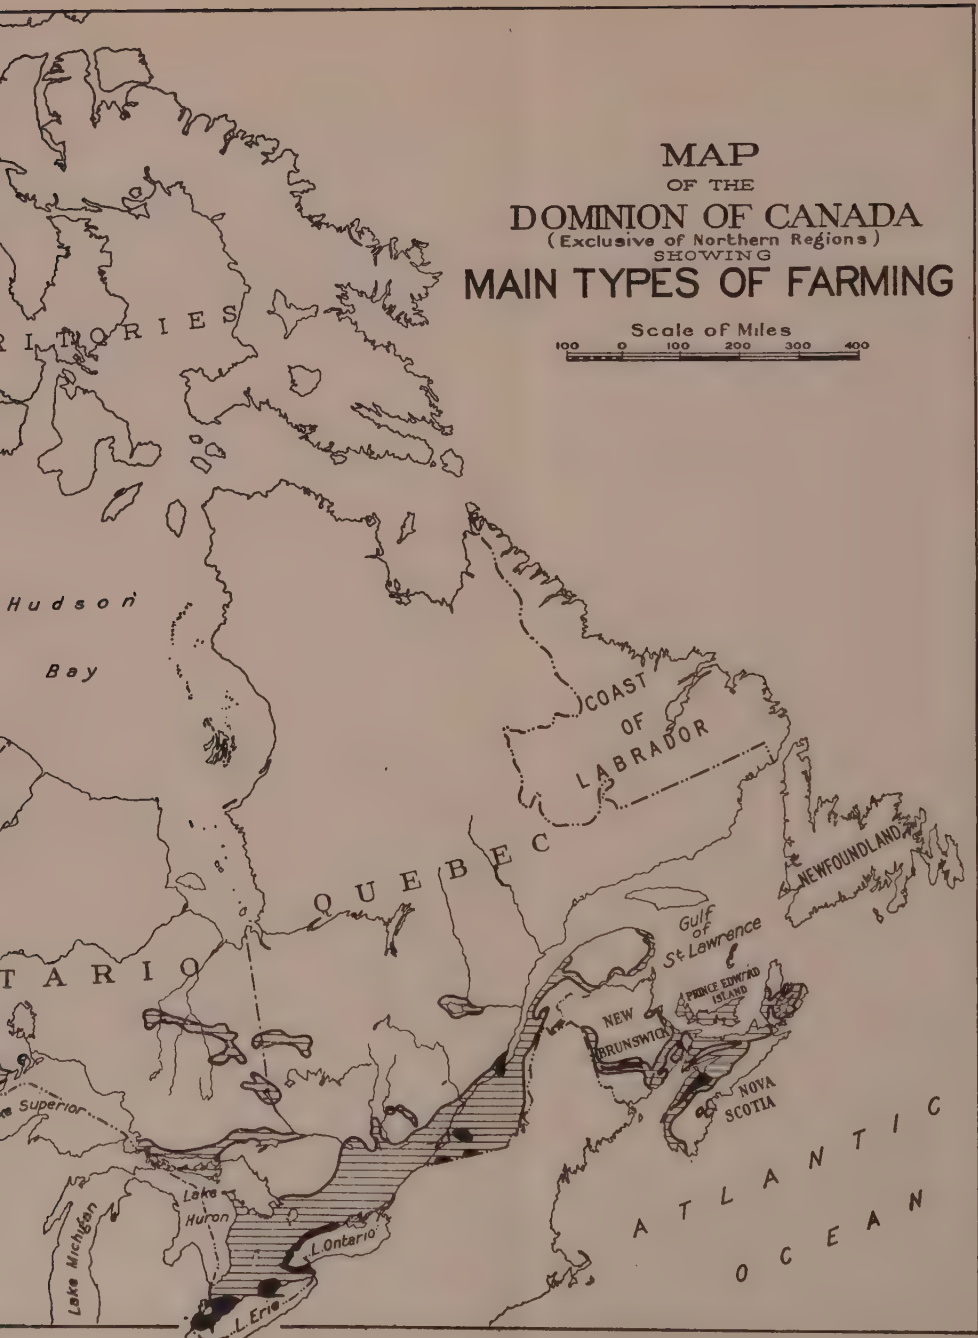 MAP
OF THE
DOMINION OF CANADA
(Exclusive of Northern Regions)
SHOWING
MAIN TYPES OF FARMING
Scale of Miles
100 0 100 200 300 400
RITORIES
Hudson
Bay
COAST
OF
LABRADOR
QUEBEC
NEWFOUNDLAND
Gulf
of
St Lawrence
TARIO
PRINCE EDWARD
ISLAND
NEW
BRUNSWICK
NOVA
SCOTIA
e Superior
Lake
Huron
Lake Michigan
L. Ontario
L. Erie
ATLANTIC
OCEAN